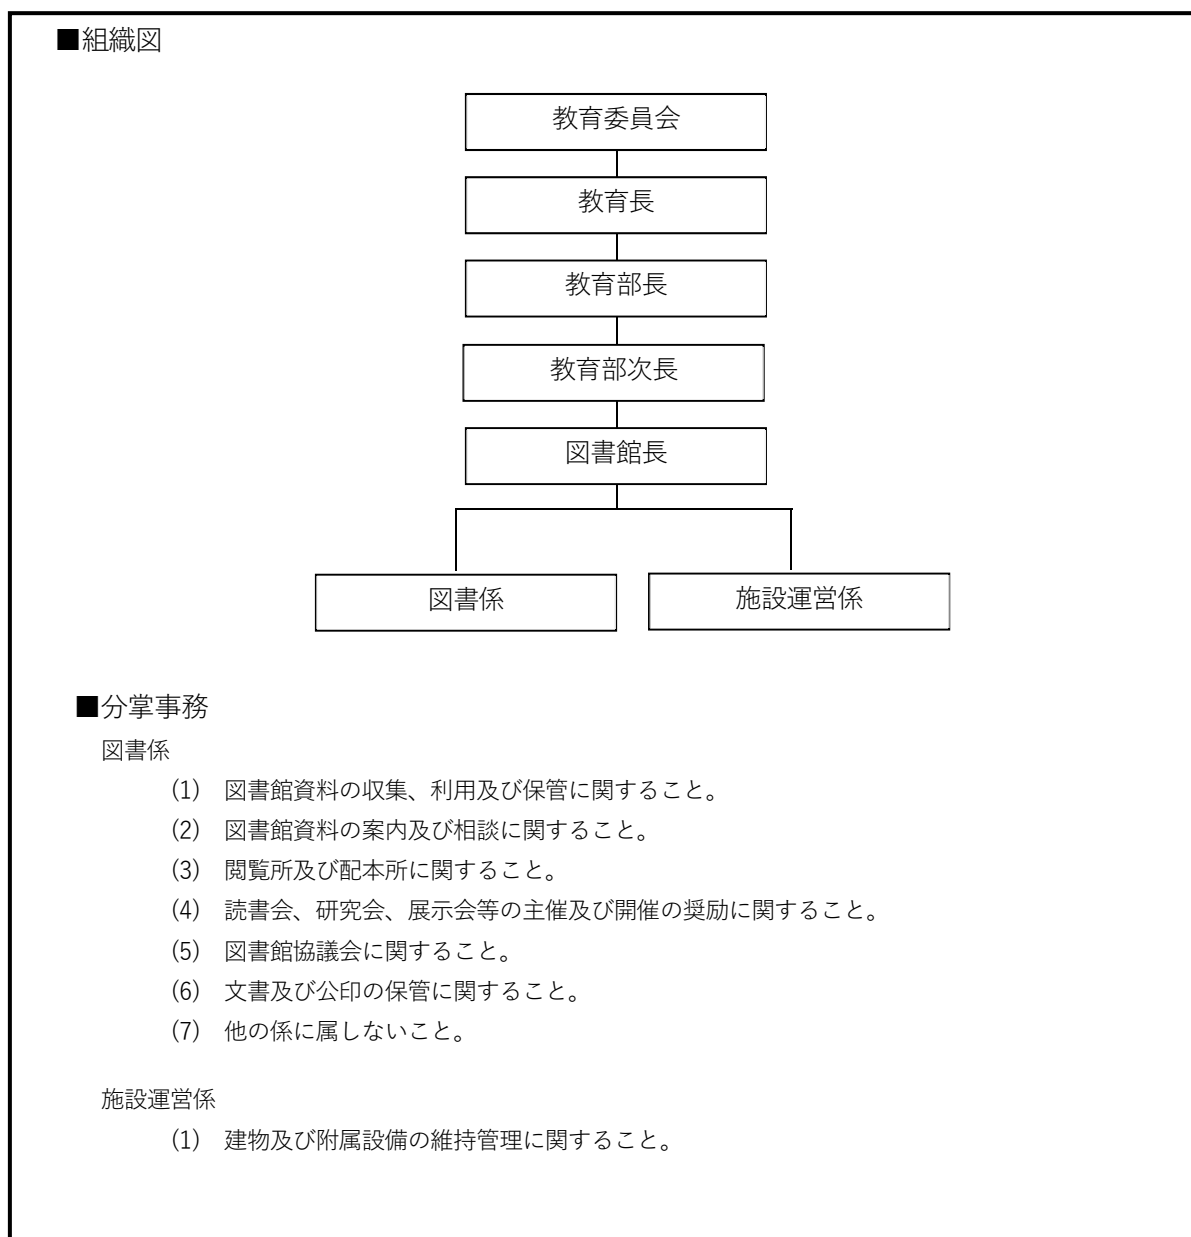 ■組織図
教育委員会
教育長
教育部長
教育部次長
図書館長
図書係
施設運営係
■分掌事務
図書係
(1) 図書館資料の収集、利用及び保管に関すること。
(2) 図書館資料の案内及び相談に関すること。
(3) 閲覧所及び配本所に関すること。
(4) 読書会、研究会、展示会等の主催及び開催の奨励に関すること。
(5) 図書館協議会に関すること。
(6) 文書及び公印の保管に関すること。
(7) 他の係に属しないこと。
施設運営係
(1) 建物及び附属設備の維持管理に関すること。